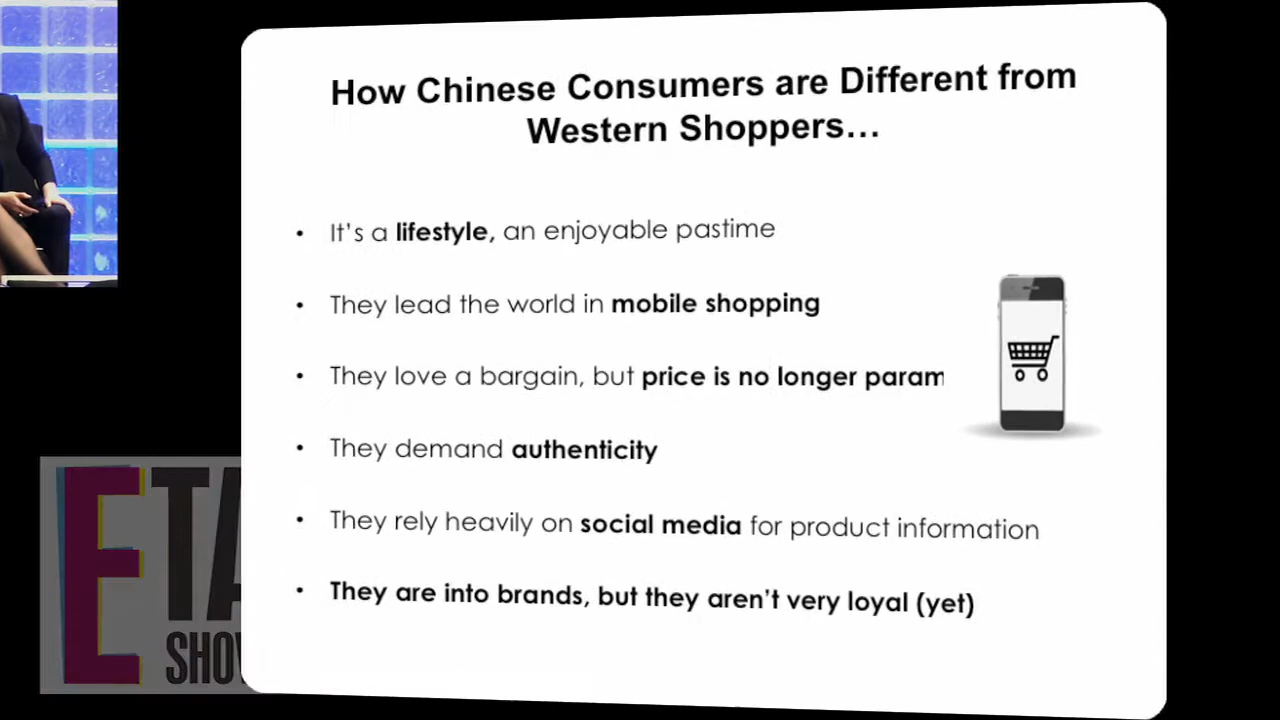 How Chinese Consumers are Different from
Western Shoppers…
• It's a lifestyle, an enjoyable pastime
• They lead the world in mobile shopping
• They love a bargain, but price is no longer param
• They demand authenticity
• They rely heavily on social media for product information
• They are into brands, but they aren't very loyal (yet)
ETA
SHOW